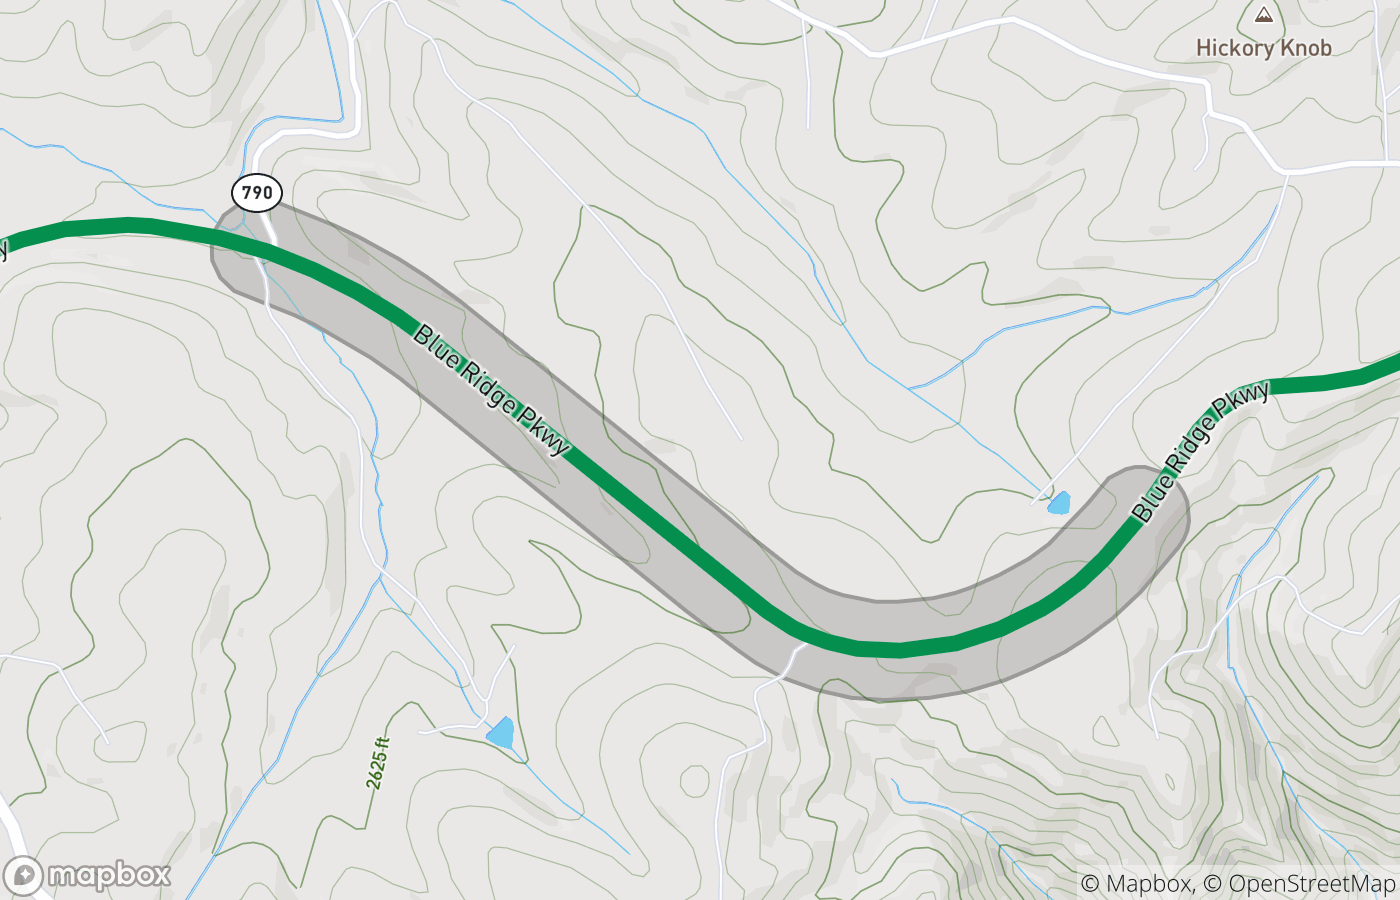 Hickory Knob
790
y
Blue Ridge Pkwy
Blue Ridge Pkwy
2625 ft
mapbox
© Mapbox, © OpenStreetMap